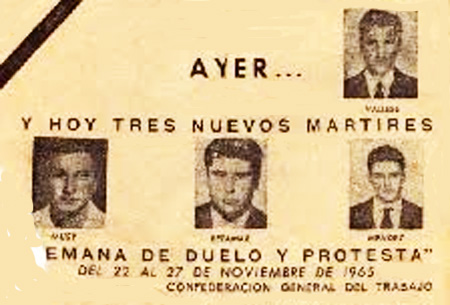 AYER...
VALLESE
Y HOY TRES NUEVOS MARTIRES
MUSY RETAMAR MENDEZ
EMANA DE DUELO Y PROTESTA"
DEL 22 AL 27 DE NOVIEMBRE DE 1965
CONFEDERACION GENERAL DEL TRABAJO